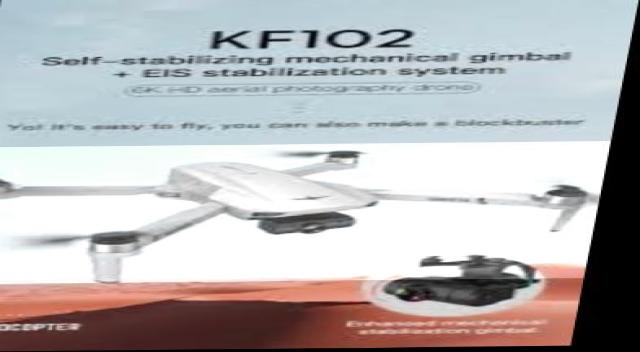 KF102
Self-stabilizing mechanical gimbal
+ EIS stabilization system
6K HD aerial photography drone
Yo! It's easy to fly, you can also make a blockbuster
OCOPTER
Enhanced mechanical
stabilization gimbal